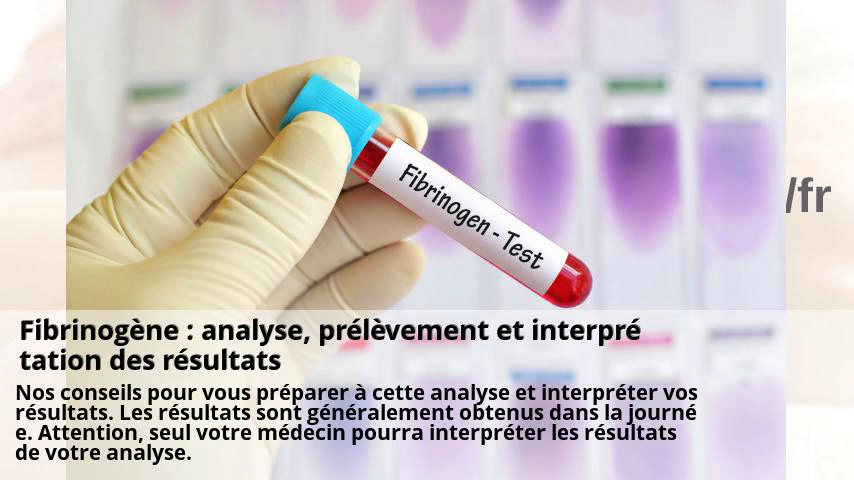 /fr
Fibrinogen - Test
Fibrinogène : analyse, prélèvement et interpré
tation des résultats
Nos conseils pour vous préparer à cette analyse et interpréter vos
résultats. Les résultats sont généralement obtenus dans la journé
e. Attention, seul votre médecin pourra interpréter les résultats
de votre analyse.